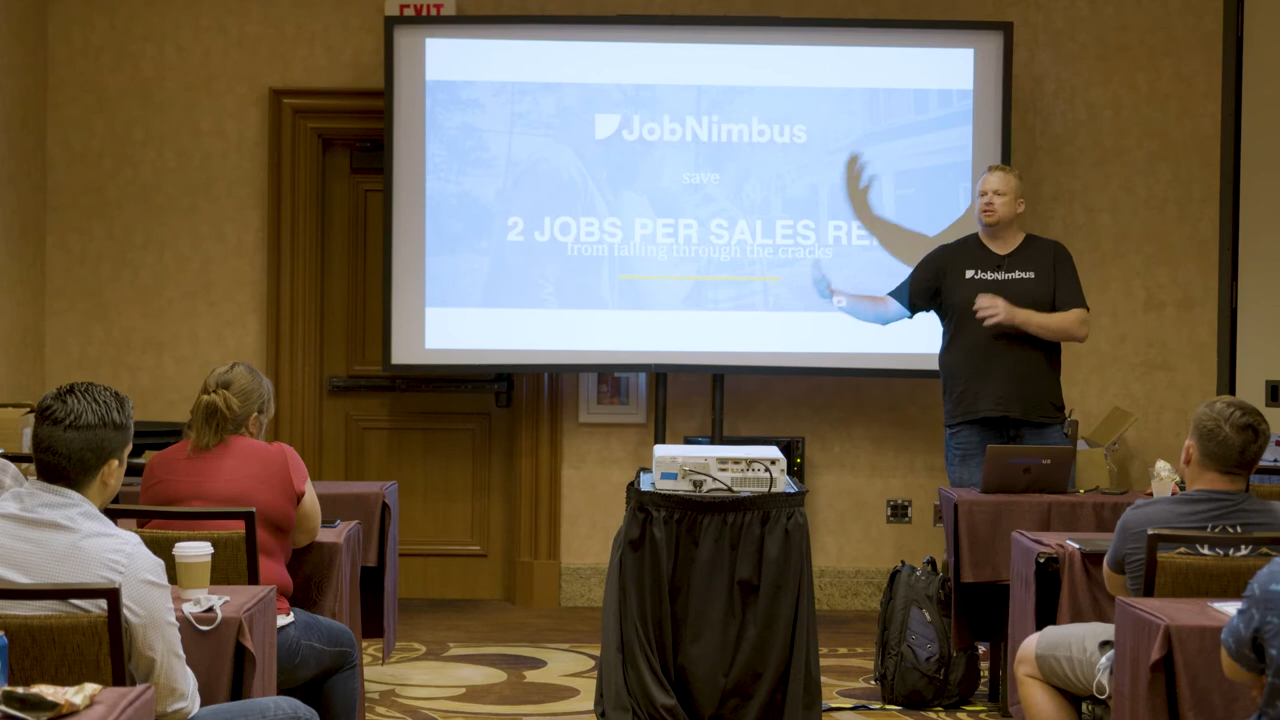 EXIT
JobNimbus
save
2 JOBS PER SALES RE
from falling through the cracks
JobNimbus